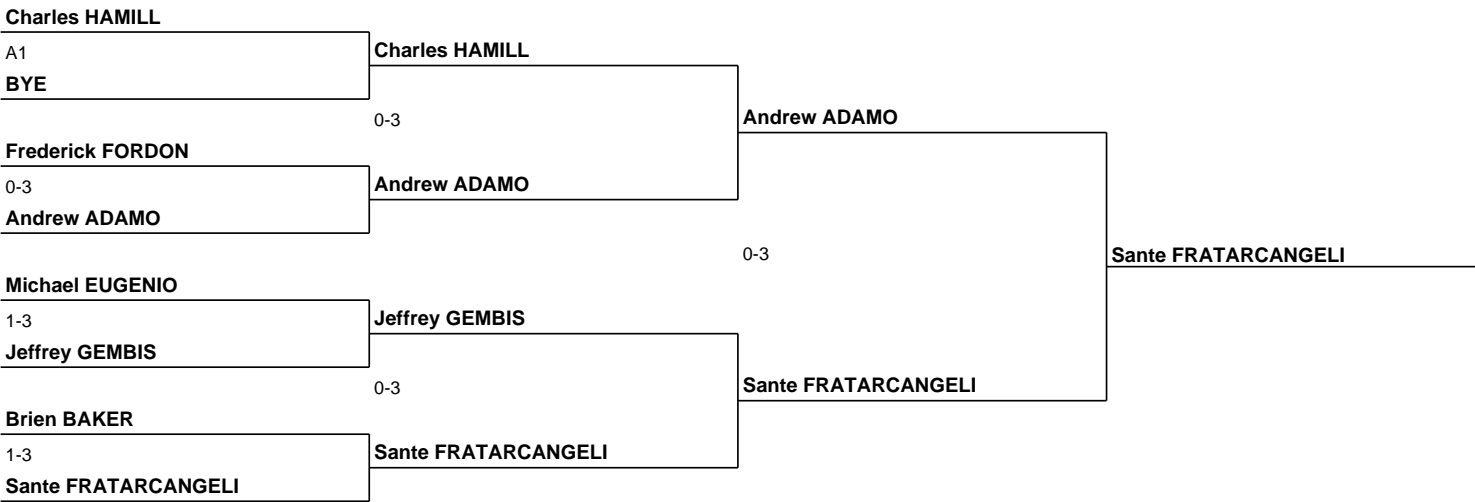 Charles HAMILL
A1
BYE
Charles HAMILL
0-3
Frederick FORDON
0-3
Andrew ADAMO
Andrew ADAMO
Andrew ADAMO
0-3
Sante FRATARCANGELI
Michael EUGENIO
1-3
Jeffrey GEMBIS
Jeffrey GEMBIS
0-3
Sante FRATARCANGELI
Brien BAKER
1-3
Sante FRATARCANGELI
Sante FRATARCANGELI